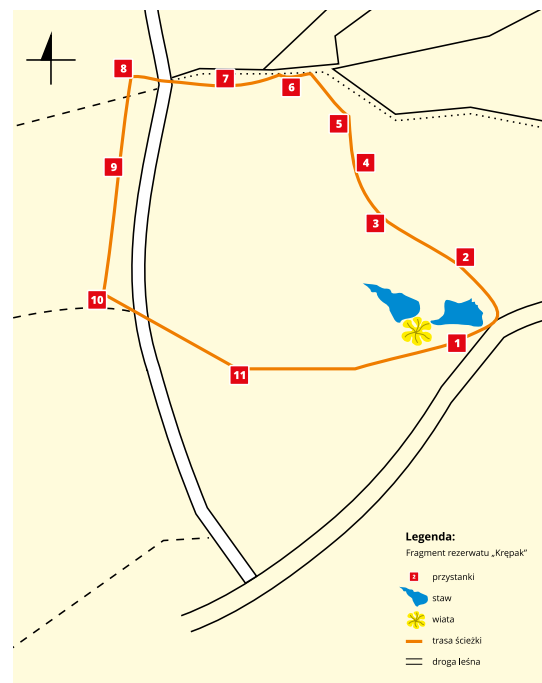 8
7
6
5
4
9
3
2
10
1
11
Legenda:
Fragment rezerwatu „Krępak”
2 przystanki
staw
wiata
trasa ścieżki
droga leśna